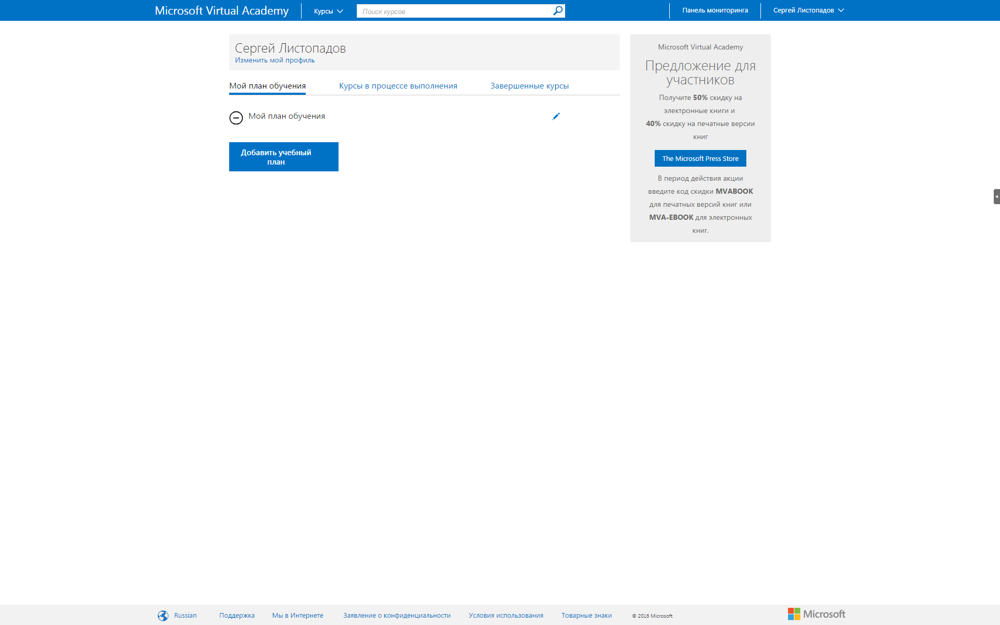 Microsoft Virtual Academy
Курсы
Поиск курсов
Панель мониторинга
Сергей Листопадов
Сергей Листопадов
Изменить мой профиль
Мой план обучения
Курсы в процессе выполнения
Завершенные курсы
Мой план обучения
Добавить учебный
план
Microsoft Virtual Academy
Предложение для
участников
Получите 50% скидку на
электронные книги и
40% скидку на печатные версии
книг
The Microsoft Press Store
В период действия акции
введите код скидки MVABOOK
для печатных версий книг или
MVA-EBOOK для электронных
книг.
Russian
Поддержка
Мы в Интернете
Заявление о конфиденциальности
Условия использования
Товарные знаки
© 2016 Microsoft
Microsoft